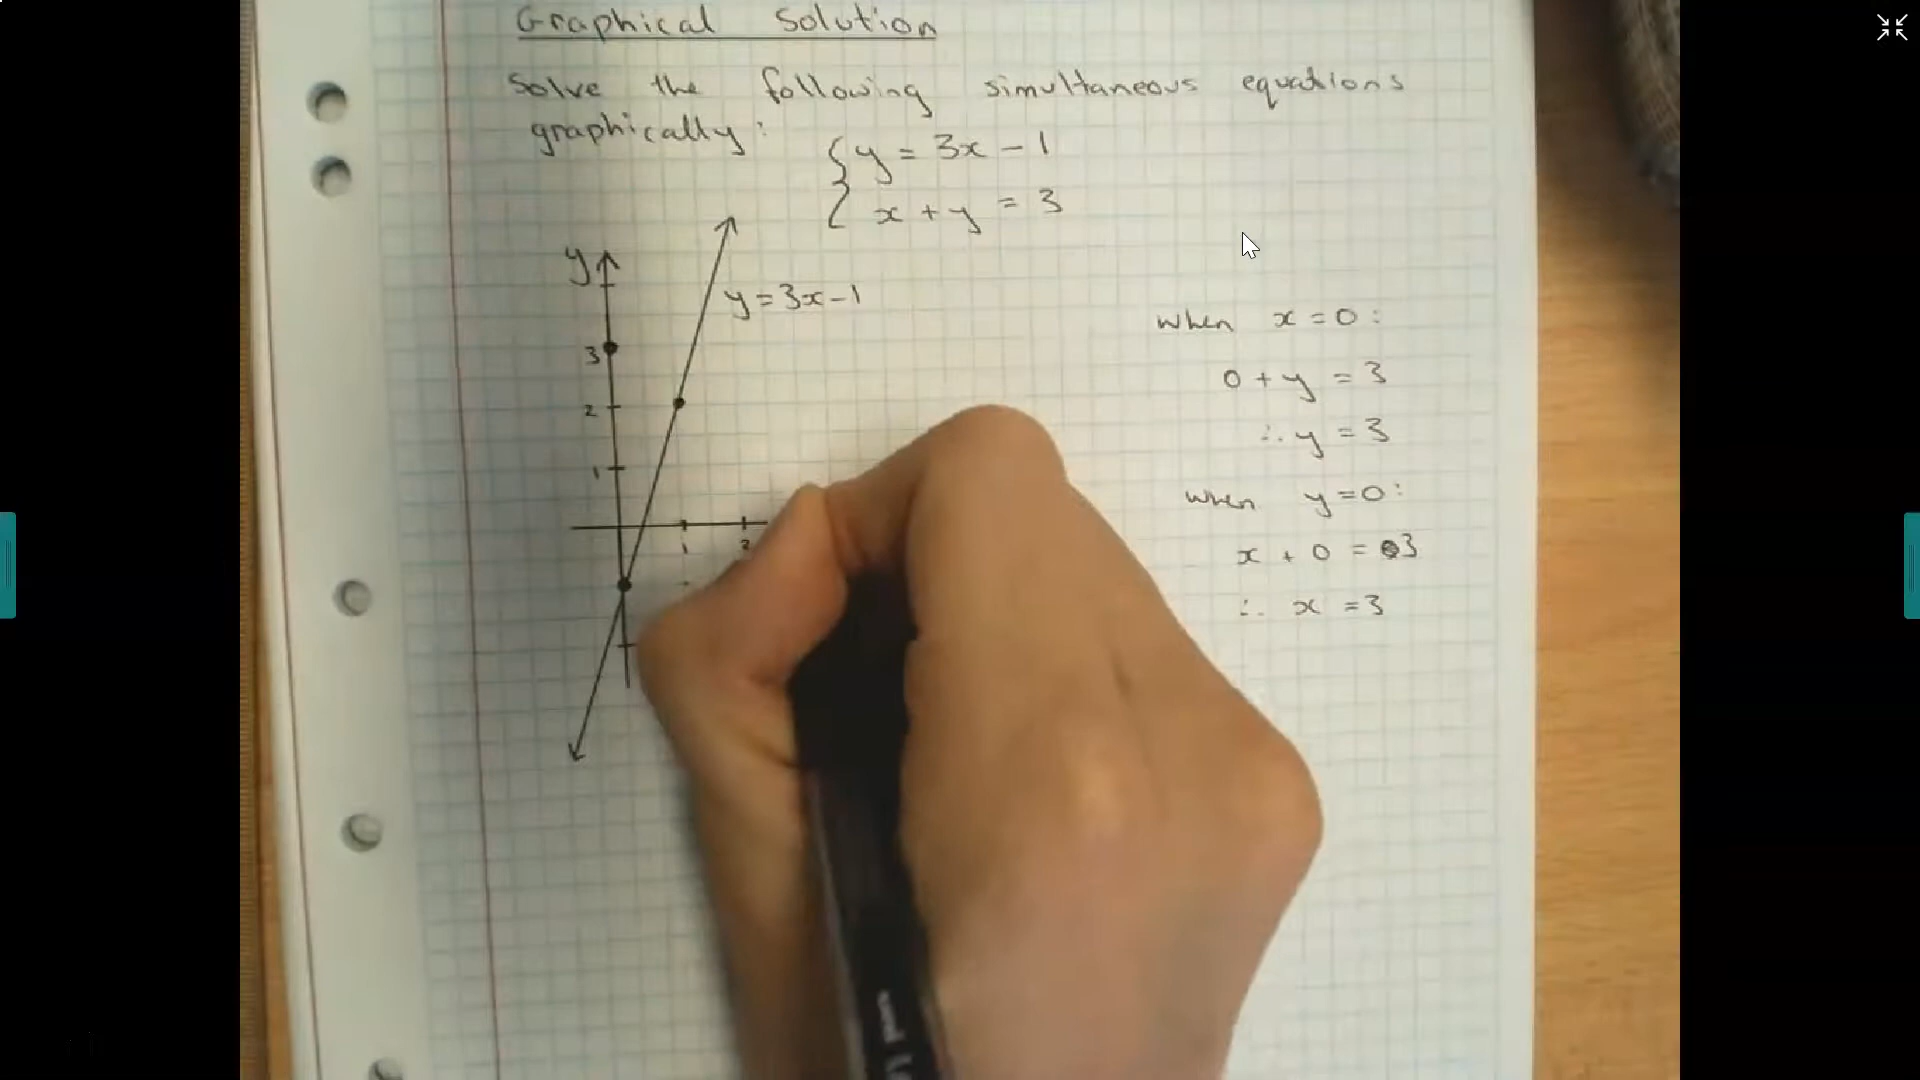 Graphical Solution
Solve the following simultaneous equations
graphically:
y = 3x - 1
x + y = 3
y
y = 3x - 1
3
2
1
1 2
when x = 0 :
0 + y = 3
∴ y = 3
when y = 0 :
x + 0 = 3
∴ x = 3